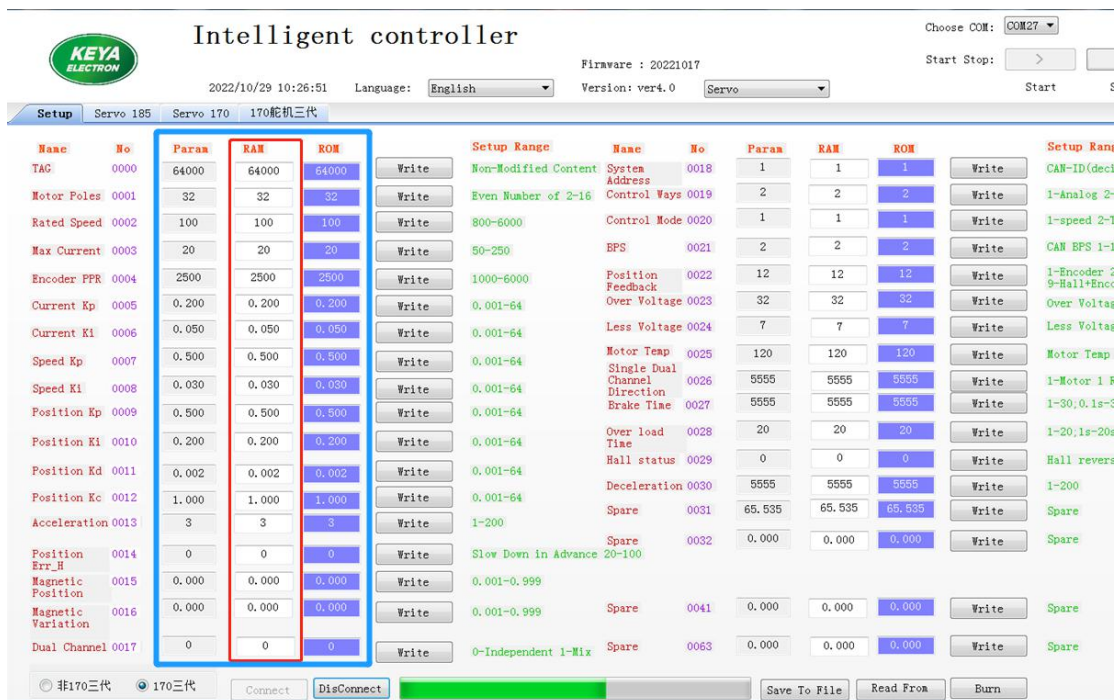 KEYA
ELECTRON
Intelligent controller
Choose COM: COM27
Firmware : 20221017
Start Stop: >
2022/10/29 10:26:51 Language: English Version: ver4.0 Servo Start
Setup Servo 185 Servo 170 170舵机三代
Name No Param RAM ROM Setup Range Name No Param RAM ROM Setup Rang
TAG 0000 64000 64000 64000 Write Non-Modified Content System Address 0018 1 1 1 Write CAN-ID(deci
Motor Poles 0001 32 32 32 Write Even Number of 2-16 Control Ways 0019 2 2 2 Write 1-Analog 2-
Rated Speed 0002 100 100 100 Write 800-6000 Control Mode 0020 1 1 1 Write 1-speed 2-T
Max Current 0003 20 20 20 Write 50-250 BPS 0021 2 2 2 Write CAN BPS 1-1
Encoder PPR 0004 2500 2500 2500 Write 1000-6000 Position Feedback 0022 12 12 12 Write 1-Encoder 2 9-Hall+Enco
Current Kp 0005 0.200 0.200 0.200 Write 0.001-64 Over Voltage 0023 32 32 32 Write Over Voltag
Current Ki 0006 0.050 0.050 0.050 Write 0.001-64 Less Voltage 0024 7 7 7 Write Less Voltag
Speed Kp 0007 0.500 0.500 0.500 Write 0.001-64 Motor Temp 0025 120 120 120 Write Motor Temp
Speed Ki 0008 0.030 0.030 0.030 Write 0.001-64 Single Dual Channel Direction 0026 5555 5555 5555 Write 1-Motor 1 R
Position Kp 0009 0.500 0.500 0.500 Write 0.001-64 Brake Time 0027 5555 5555 5555 Write 1-30;0.1s-3
Position Ki 0010 0.200 0.200 0.200 Write 0.001-64 Over load Time 0028 20 20 20 Write 1-20;1s-20s
Position Kd 0011 0.002 0.002 0.002 Write 0.001-64 Hall status 0029 0 0 0 Write Hall revers
Position Kc 0012 1.000 1.000 1.000 Write 0.001-64 Deceleration 0030 5555 5555 5555 Write 1-200
Acceleration 0013 3 3 3 Write 1-200 Spare 0031 65.535 65.535 65.535 Write Spare
Position Err_H 0014 0 0 0 Write Slow Down in Advance 20-100 Spare 0032 0.000 0.000 0.000 Write Spare
Magnetic Position 0015 0.000 0.000 0.000 Write 0.001-0.999
Magnetic Variation 0016 0.000 0.000 0.000 Write 0.001-0.999 Spare 0041 0.000 0.000 0.000 Write Spare
Dual Channel 0017 0 0 0 Write 0-Independent 1-Mix Spare 0063 0.000 0.000 0.000 Write Spare
非170三代 170三代 Connect DisConnect Save To File Read From Burn